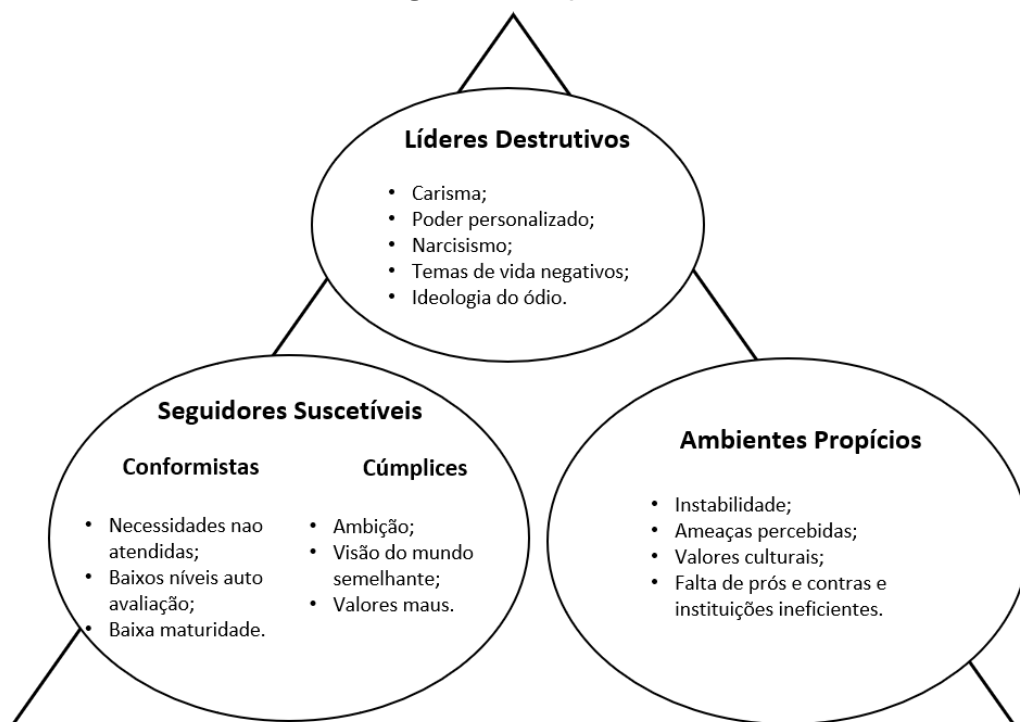 Líderes Destrutivos
• Carisma;
• Poder personalizado;
• Narcisismo;
• Temas de vida negativos;
• Ideologia do ódio.
Seguidores Suscetíveis
Conformistas
• Necessidades nao
atendidas;
• Baixos níveis auto
avaliação;
• Baixa maturidade.
Cúmplices
• Ambição;
• Visão do mundo
semelhante;
• Valores maus.
Ambientes Propícios
• Instabilidade;
• Ameaças percebidas;
• Valores culturais;
• Falta de prós e contras e
instituições ineficientes.